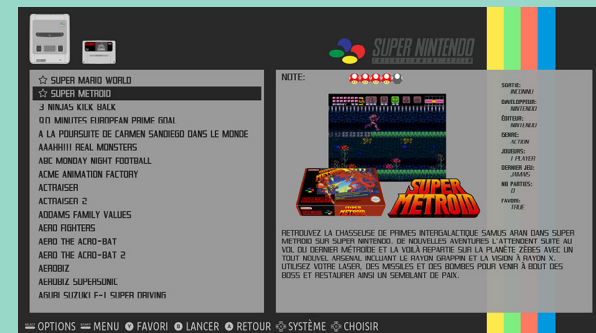 SUPER NINTENDO
ENTERTAINMENT SYSTEM
☆ SUPER MARIO WORLD
☆ SUPER METROID
3 NINJAS KICK BACK
90 MINUTES EUROPEAN PRIME GOAL
A LA POURSUITE DE CARMEN SANDIEGO DANS LE MONDE
AAAHH!!! REAL MONSTERS
ABC MONDAY NIGHT FOOTBALL
ACME ANIMATION FACTORY
ACTRAISER
ACTRAISER 2
ADDAMS FAMILY VALUES
AERO FIGHTERS
AERO THE ACRO-BAT
AERO THE ACRO-BAT 2
AEROBIZ
AEROBIZ SUPERSONIC
AGURI SUZUKI F-1 SUPER DRIVING
NOTE:
SUPER
METROID
SORTIE:
INCONNU
DÉVELOPPEUR:
NINTENDO
ÉDITEUR:
NINTENDO
GENRE:
ACTION
JOUEURS:
1 PLAYER
DERNIER JEU:
JAMAIS
NB PARTIES:
0
FAVORI:
TRUE
RETROUVEZ LA CHASSEUSE DE PRIMES INTERGALACTIQUE SAMUS ARAN DANS SUPER
METROID SUR SUPER NINTENDO. DE NOUVELLES AVENTURES L'ATTENDENT SUITE AU
VOL DU DERNIER MÉTROÏDE ET LA VOILÀ REPARTIE SUR LA PLANÈTE ZÈBES AVEC UN
TOUT NOUVEL ARSENAL INCLUANT LE RAYON GRAPPIN ET LA VISION À RAYON X.
UTILISEZ VOTRE LASER, DES MISSILES ET DES BOMBES POUR VENIR À BOUT DES
BOSS ET RESTAURER AINSI UN SEMBLANT DE PAIX.
OPTIONS MENU Y FAVORI B LANCER A RETOUR SYSTÈME CHOISIR